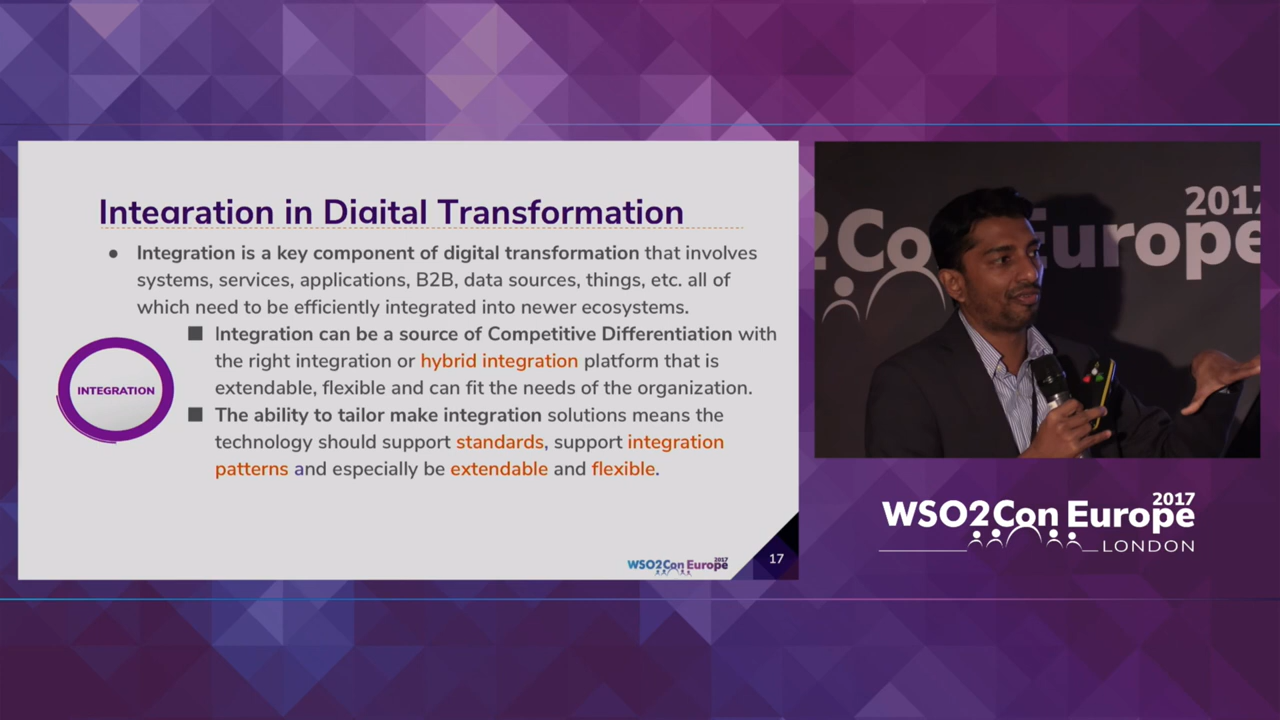 Integration in Digital Transformation
● Integration is a key component of digital transformation that involves
systems, services, applications, B2B, data sources, things, etc. all of
which need to be efficiently integrated into newer ecosystems.
■ Integration can be a source of Competitive Differentiation with
the right integration or hybrid integration platform that is
extendable, flexible and can fit the needs of the organization.
■ The ability to tailor make integration solutions means the
technology should support standards, support integration
patterns and especially be extendable and flexible.
INTEGRATION
WSO2Con Europe 2017
17
2017
2Co Europe
2017
WSO2Con Europe
LONDON